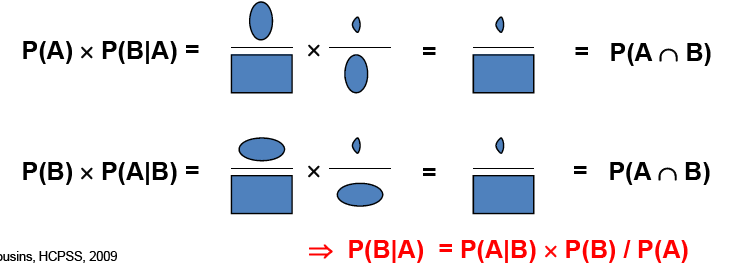 P(A) × P(B|A) = × = = P(A ∩ B)
P(B) × P(A|B) = × = = P(A ∩ B)
ousins, HCPSS, 2009 ⇒ P(B|A) = P(A|B) × P(B) / P(A)